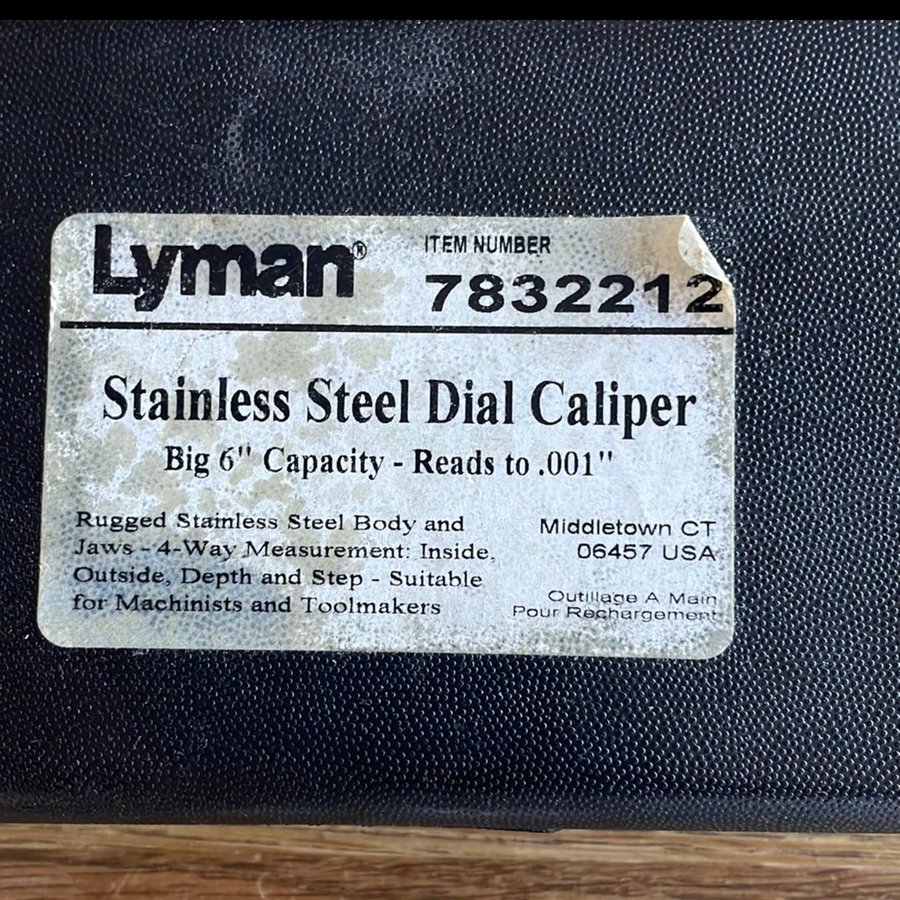 Lyman® ITEM NUMBER
7832212
Stainless Steel Dial Caliper
Big 6" Capacity - Reads to .001"
Rugged Stainless Steel Body and
Jaws - 4-Way Measurement: Inside,
Outside, Depth and Step - Suitable
for Machinists and Toolmakers
Middletown CT
06457 USA
Outillage A Main
Pour Rechargement